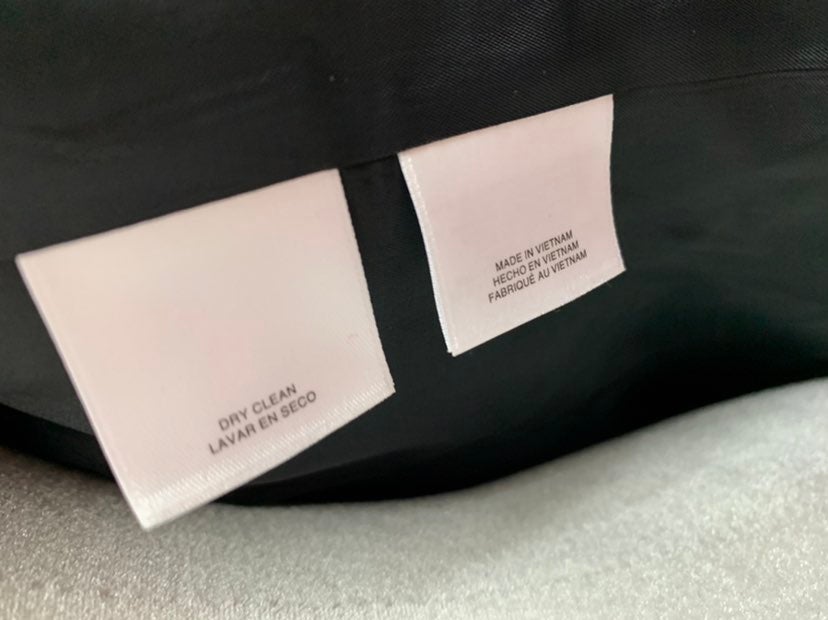 DRY CLEAN
LAVAR EN SECO
MADE IN VIETNAM
HECHO EN VIETNAM
FABRIQUÉ AU VIETNAM